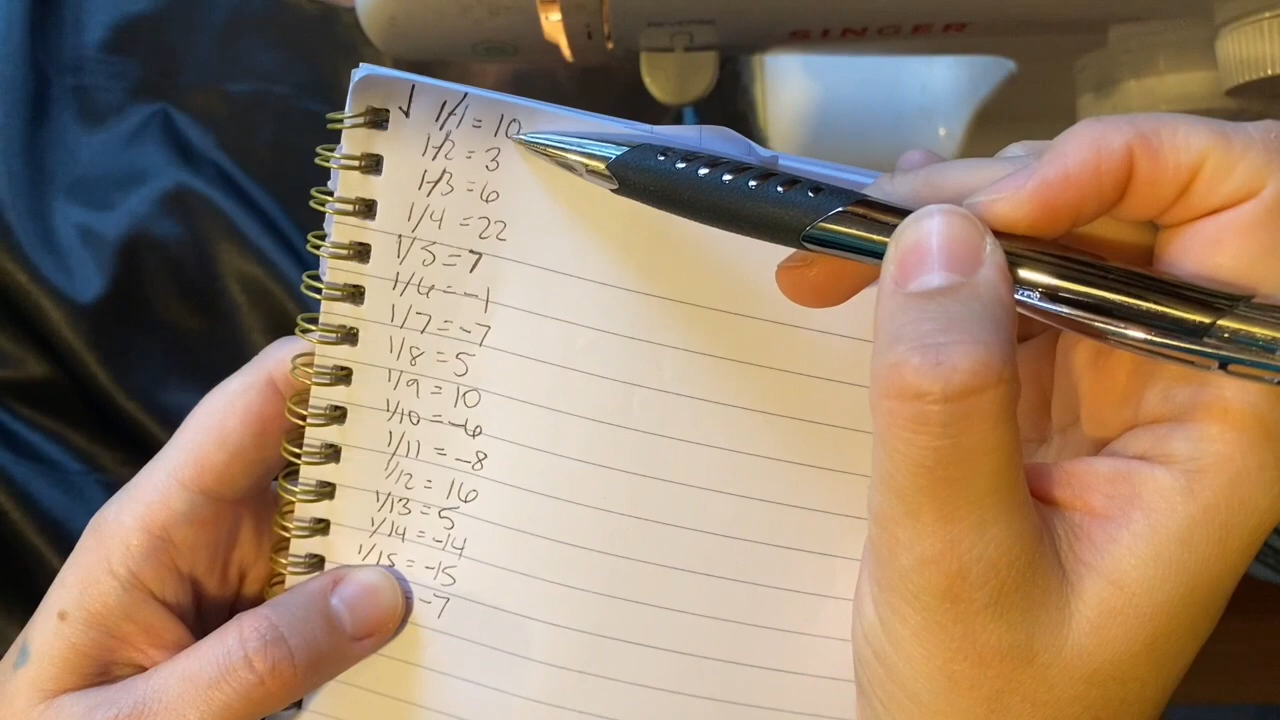 REVERSE
SINGER
✓ 1/1 = 10
1/2 = 3
1/3 = 6
1/4 = 22
1/5 = 7
1/6 = -1
1/7 = -7
1/8 = 5
1/9 = 10
1/10 = -6
1/11 = -8
1/12 = 16
1/13 = 5
1/14 = -14
1/15 = -15
= -7